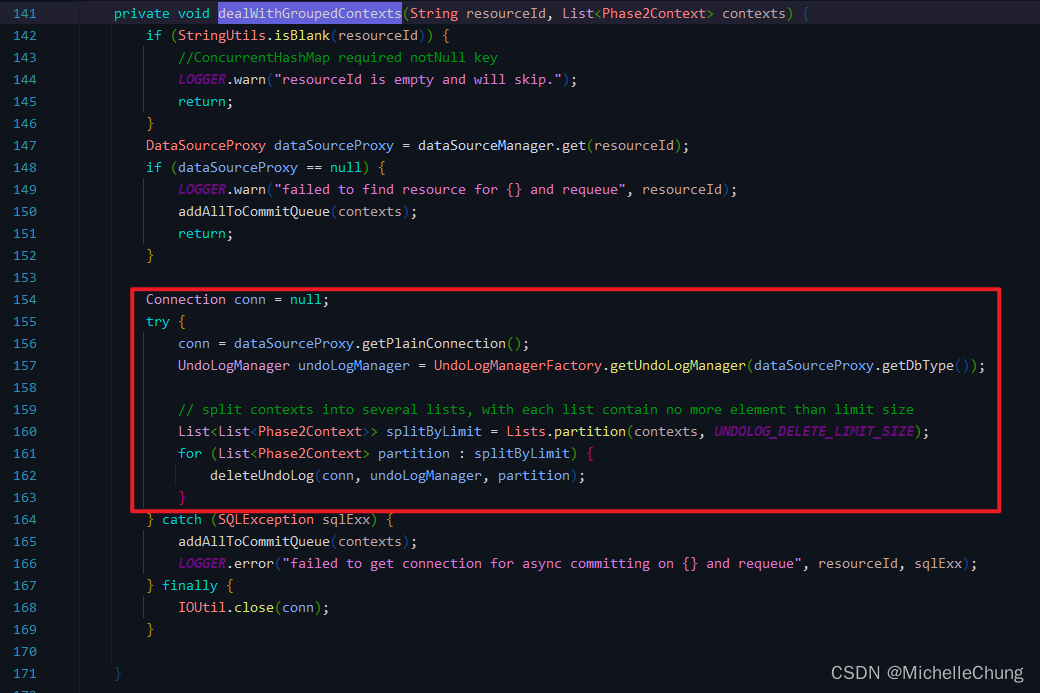 141 private void dealWithGroupedContexts(String resourceId, List<Phase2Context> contexts) {
142 if (StringUtils.isBlank(resourceId)) {
143 //ConcurrentHashMap required notNull key
144 LOGGER.warn("resourceId is empty and will skip.");
145 return;
146 }
147 DataSourceProxy dataSourceProxy = dataSourceManager.get(resourceId);
148 if (dataSourceProxy == null) {
149 LOGGER.warn("failed to find resource for {} and requeue", resourceId);
150 addAllToCommitQueue(contexts);
151 return;
152 }
153
154 Connection conn = null;
155 try {
156 conn = dataSourceProxy.getPlainConnection();
157 UndoLogManager undoLogManager = UndoLogManagerFactory.getUndoLogManager(dataSourceProxy.getDbType());
158
159 // split contexts into several lists, with each list contain no more element than limit size
160 List<List<Phase2Context>> splitByLimit = Lists.partition(contexts, UNDOLOG_DELETE_LIMIT_SIZE);
161 for (List<Phase2Context> partition : splitByLimit) {
162 deleteUndoLog(conn, undoLogManager, partition);
163 }
164 } catch (SQLException sqlExx) {
165 addAllToCommitQueue(contexts);
166 LOGGER.error("failed to get connection for async committing on {} and requeue", resourceId, sqlExx);
167 } finally {
168 IOUtil.close(conn);
169 }
170
171 }
CSDN @MichelleChung